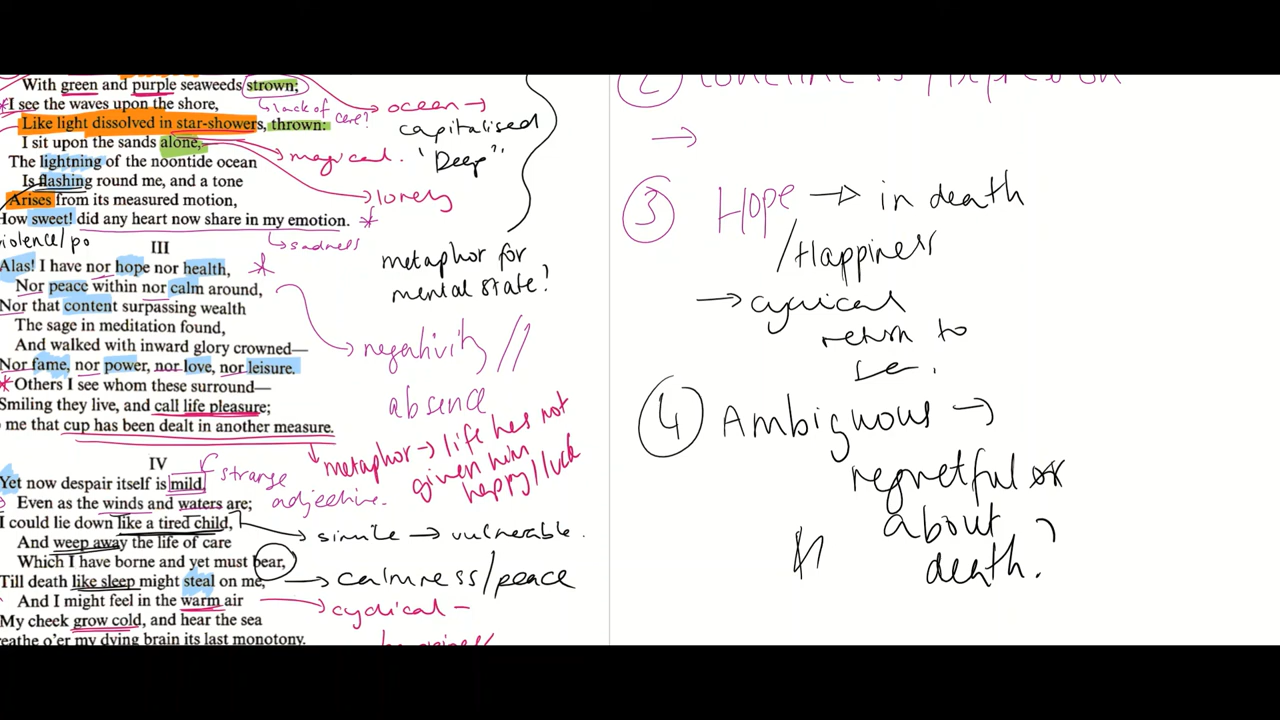 With green and purple seaweeds strown;
I see the waves upon the shore,
Like light dissolved in star-showers, thrown:
I sit upon the sands alone,
The lightning of the noontide ocean
Is flashing round me, and a tone
Arises from its measured motion,
How sweet! did any heart now share in my emotion.
violence/po
III
Alas! I have nor hope nor health,
Nor peace within nor calm around,
Nor that content surpassing wealth
The sage in meditation found,
And walked with inward glory crowned—
Nor fame, nor power, nor love, nor leisure.
Others I see whom these surround—
Smiling they live, and call life pleasure;
me that cup has been dealt in another measure.
IV
Yet now despair itself is mild,
Even as the winds and waters are;
I could lie down like a tired child,
And weep away the life of care
Which I have borne and yet must bear,
Till death like sleep might steal on me,
And I might feel in the warm air
My cheek grow cold, and hear the sea
eathe o'er my dying brain its last monotony.
lack of
care?
ocean →
capitalised
"Deep"
magical.
lonely
sadness
metaphor for
mental state?
negativity //
absence
metaphor → life has not
given him
happy/luck
strange
adjective.
simile → vulnerable.
→ calmness/peace
cyclical –
②
→
③ Hope → in death
/Happiness
→ cyclical
return to
④ Ambiguous →
regretful
about
death?